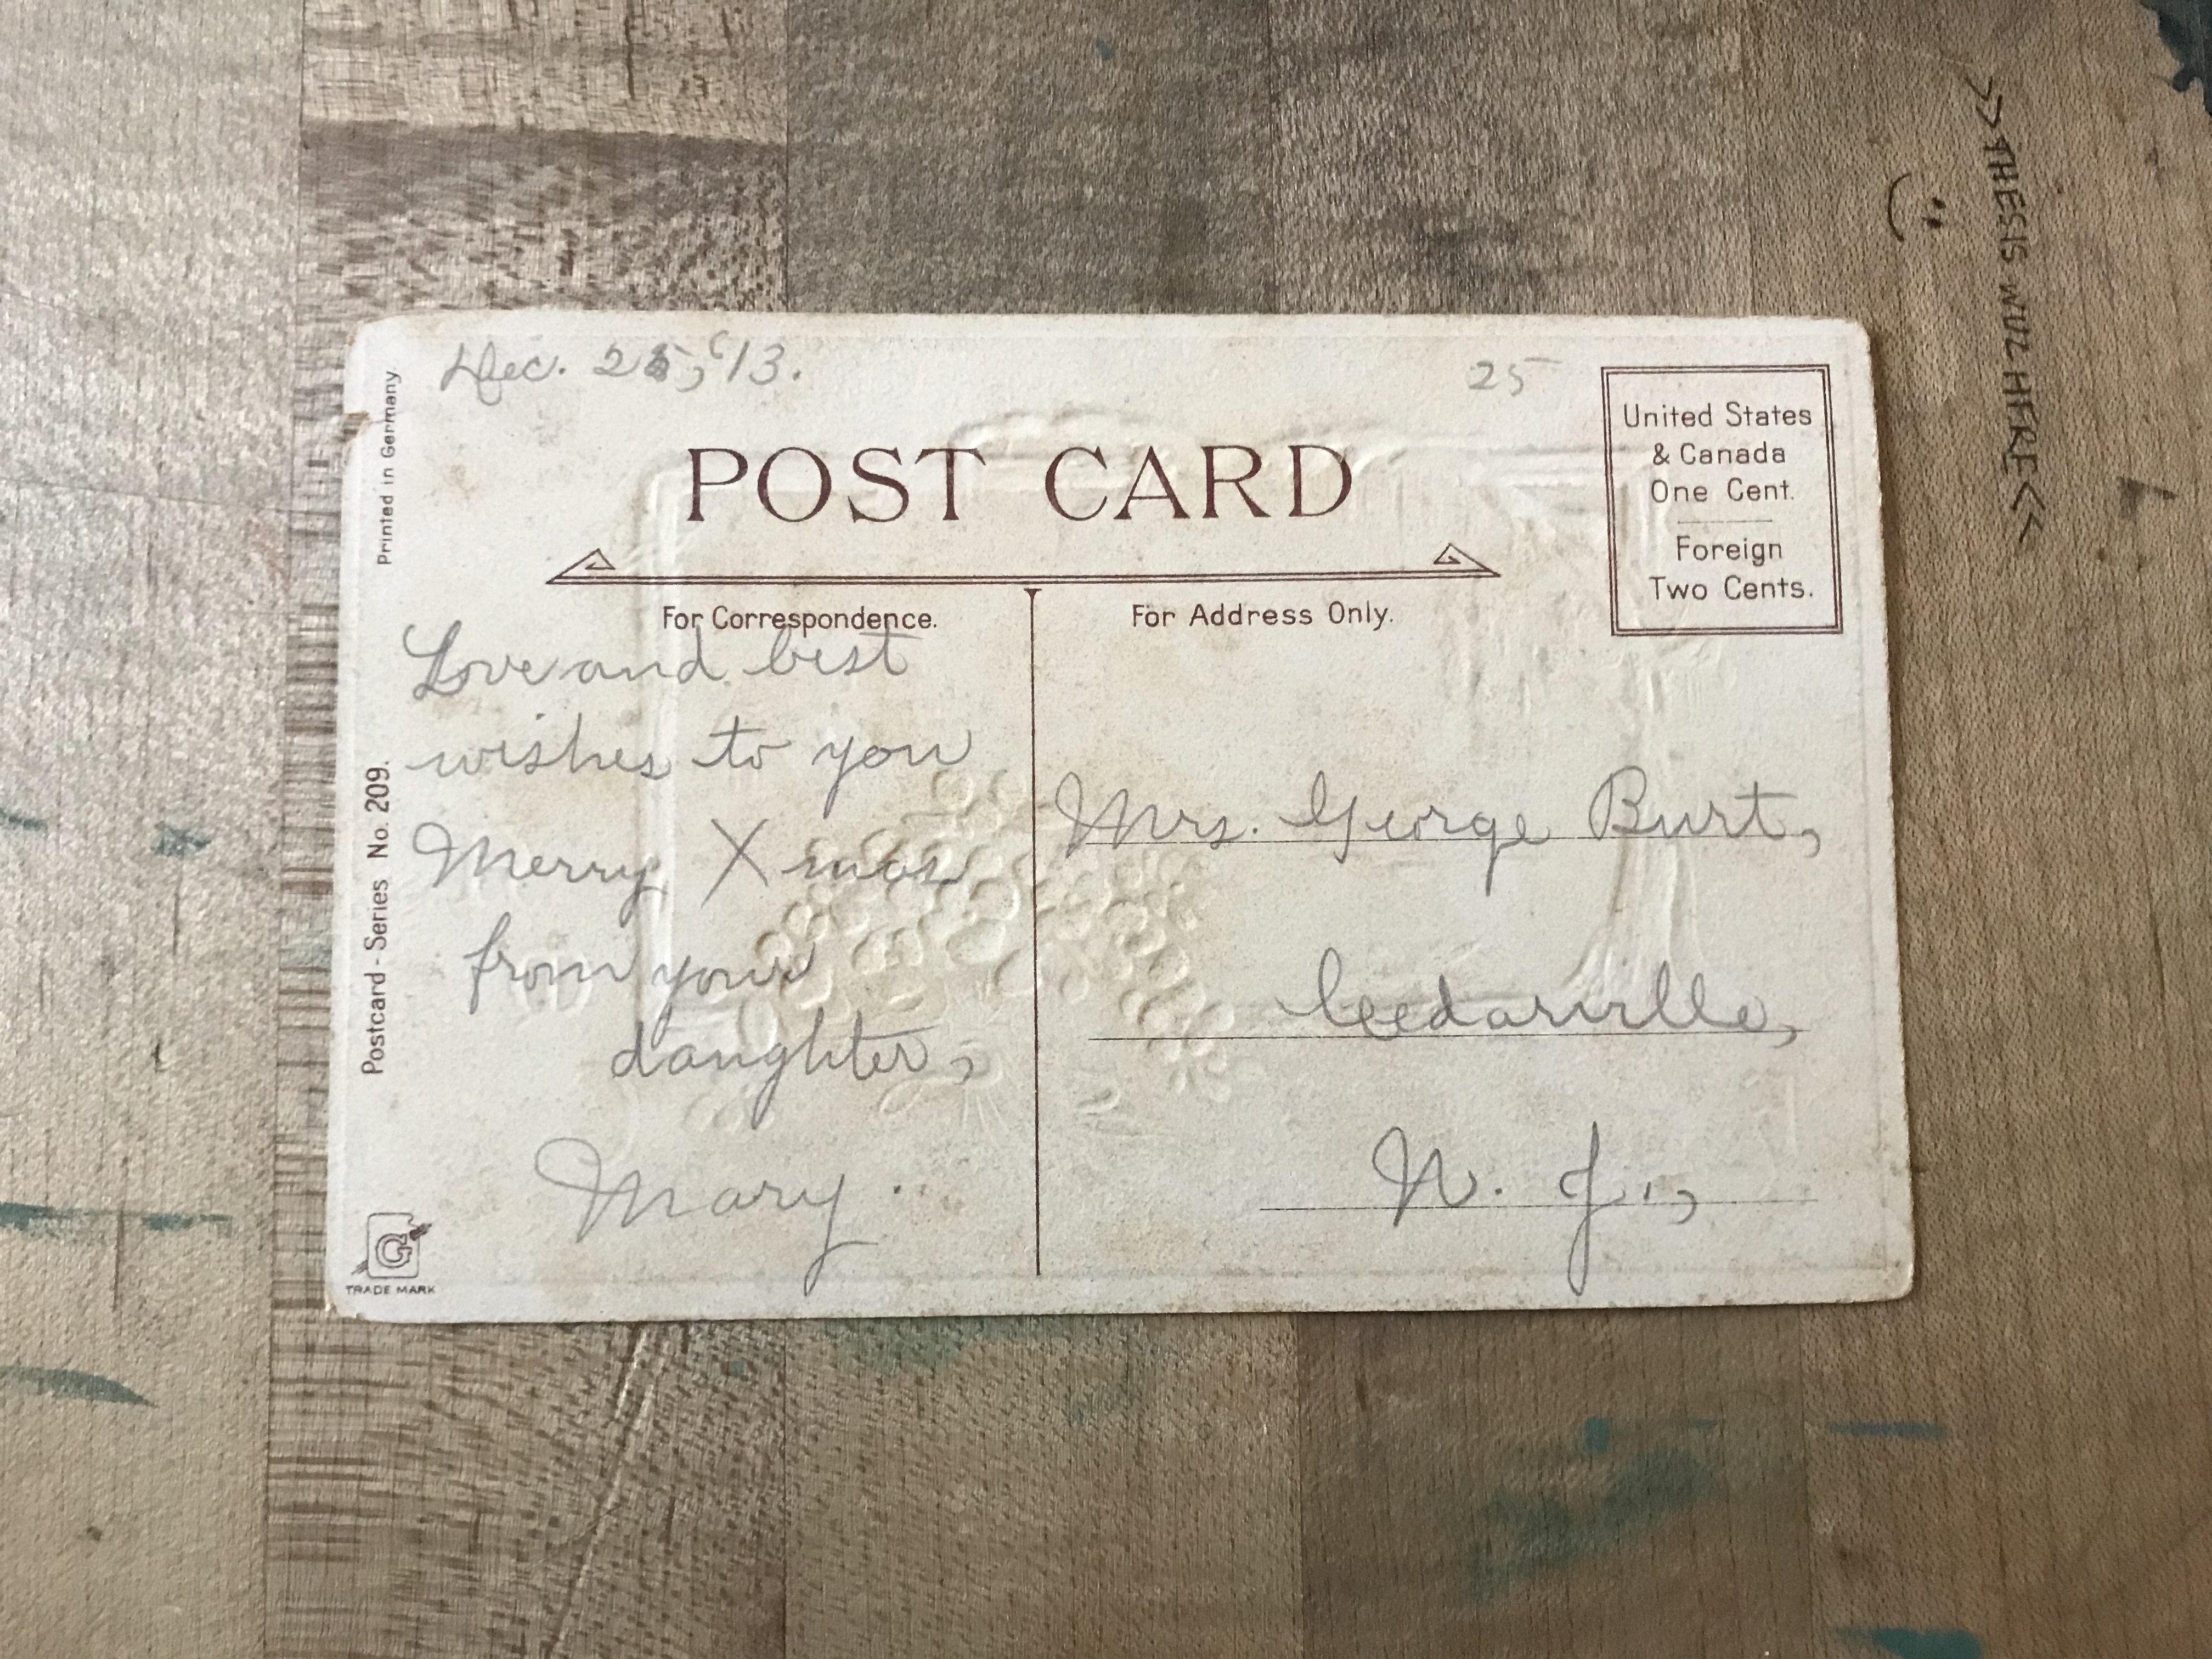 Dec. 25, '13.
25
Printed in Germany.
POST CARD
United States
& Canada
One Cent.
Foreign
Two Cents.
For Correspondence.
For Address Only.
Love and best
wishes to you
Merry Xmas
from your
daughter,
Mary..
Mrs. George Burt,
Ceedarville,
N. J.,
Postcard - Series No. 209.
G
TRADE MARK
>>THESIS WILL HERE<<
:)